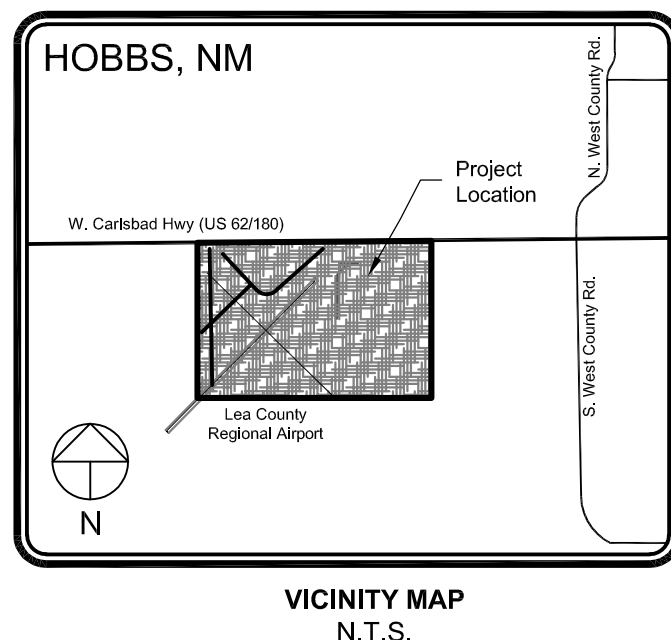 HOBBS, NM
N. West County Rd.
Project
Location
W. Carlsbad Hwy (US 62/180)
S. West County Rd.
Lea County
Regional Airport
N
VICINITY MAP
N.T.S.